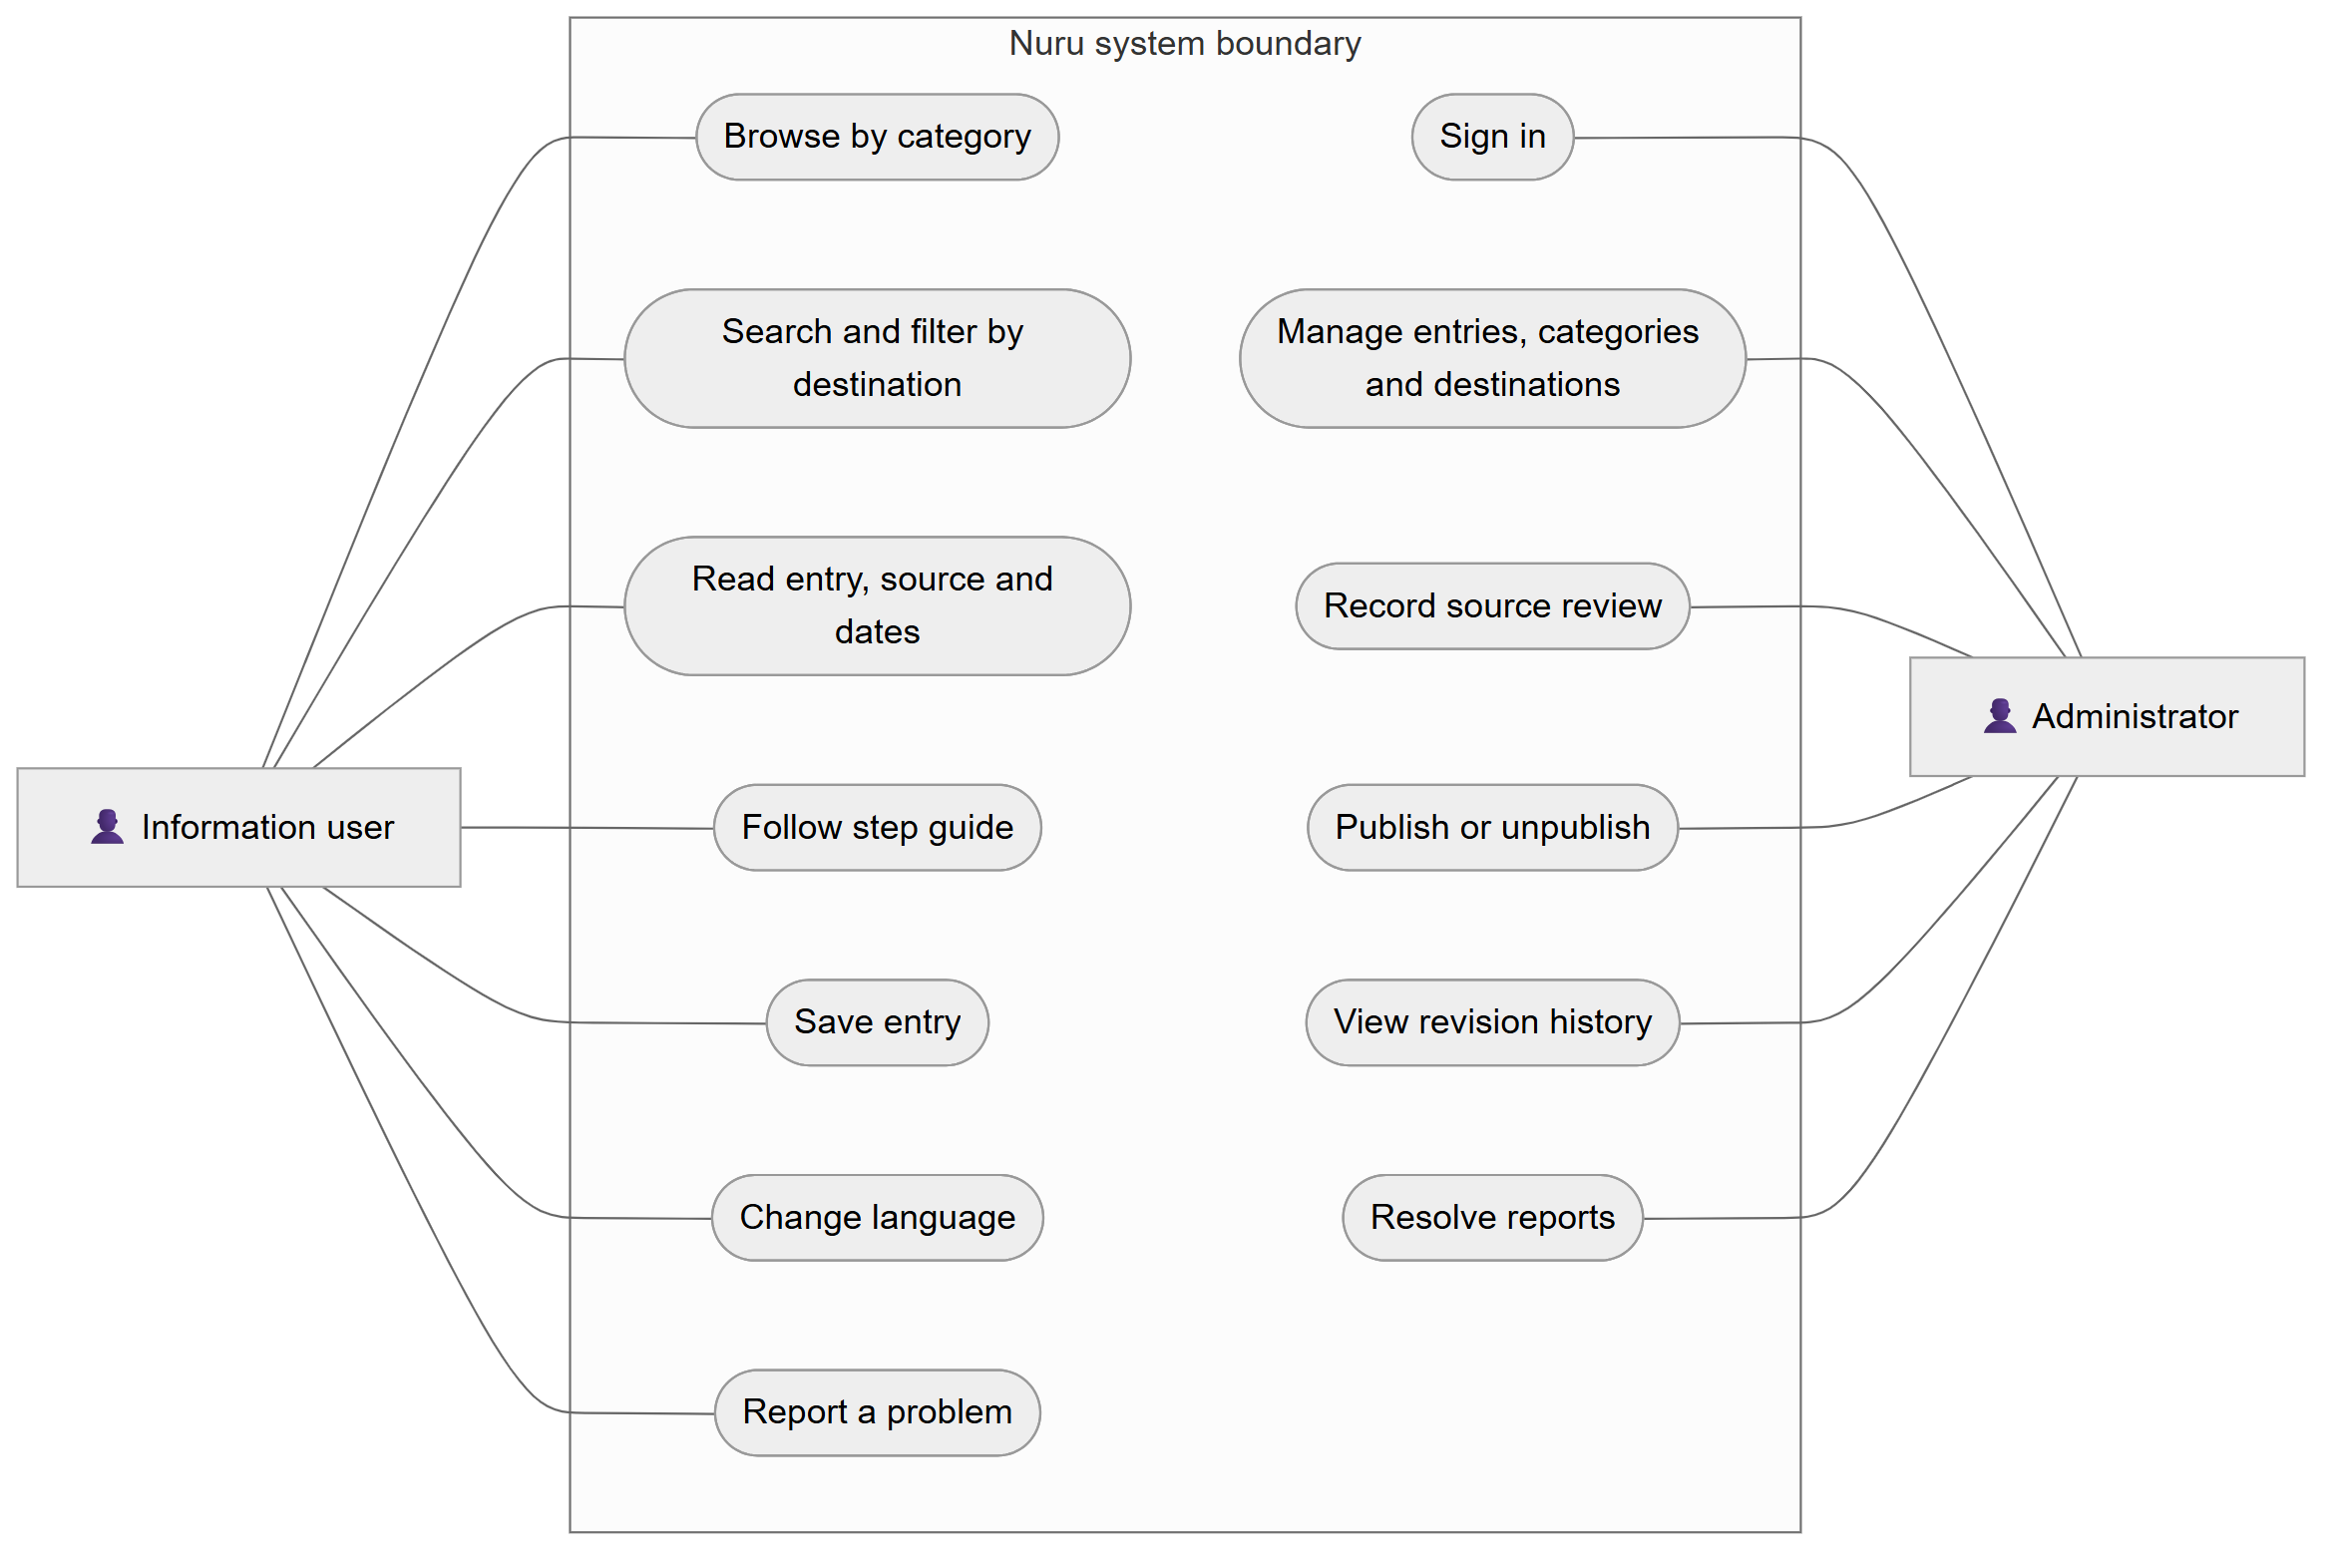 Nuru system boundary
Browse by category
Sign in
Search and filter by
destination
Manage entries, categories
and destinations
Read entry, source and
dates
Record source review
Administrator
Information user
Follow step guide
Publish or unpublish
Save entry
View revision history
Change language
Resolve reports
Report a problem